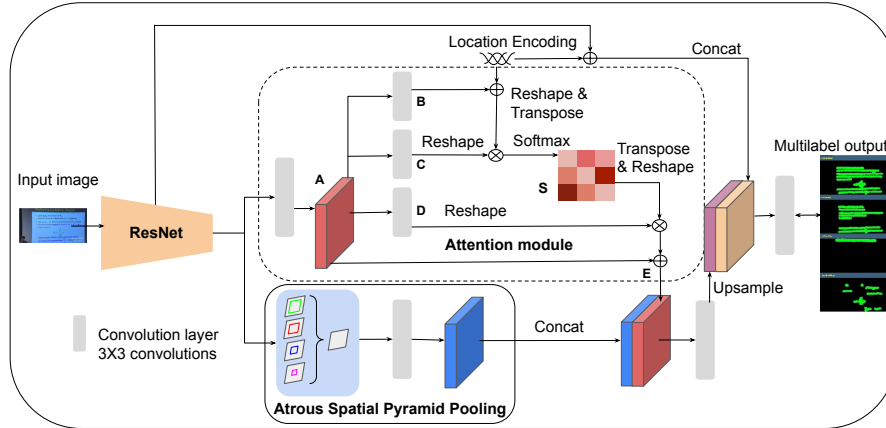 Location Encoding
Concat
B
Reshape &
Transpose
Reshape
Softmax
C
Transpose
& Reshape
Multilabel output
Input image
A
S
ResNet
D
Reshape
Attention module
E
Upsample
Convolution layer
3X3 convolutions
Concat
Atrous Spatial Pyramid Pooling